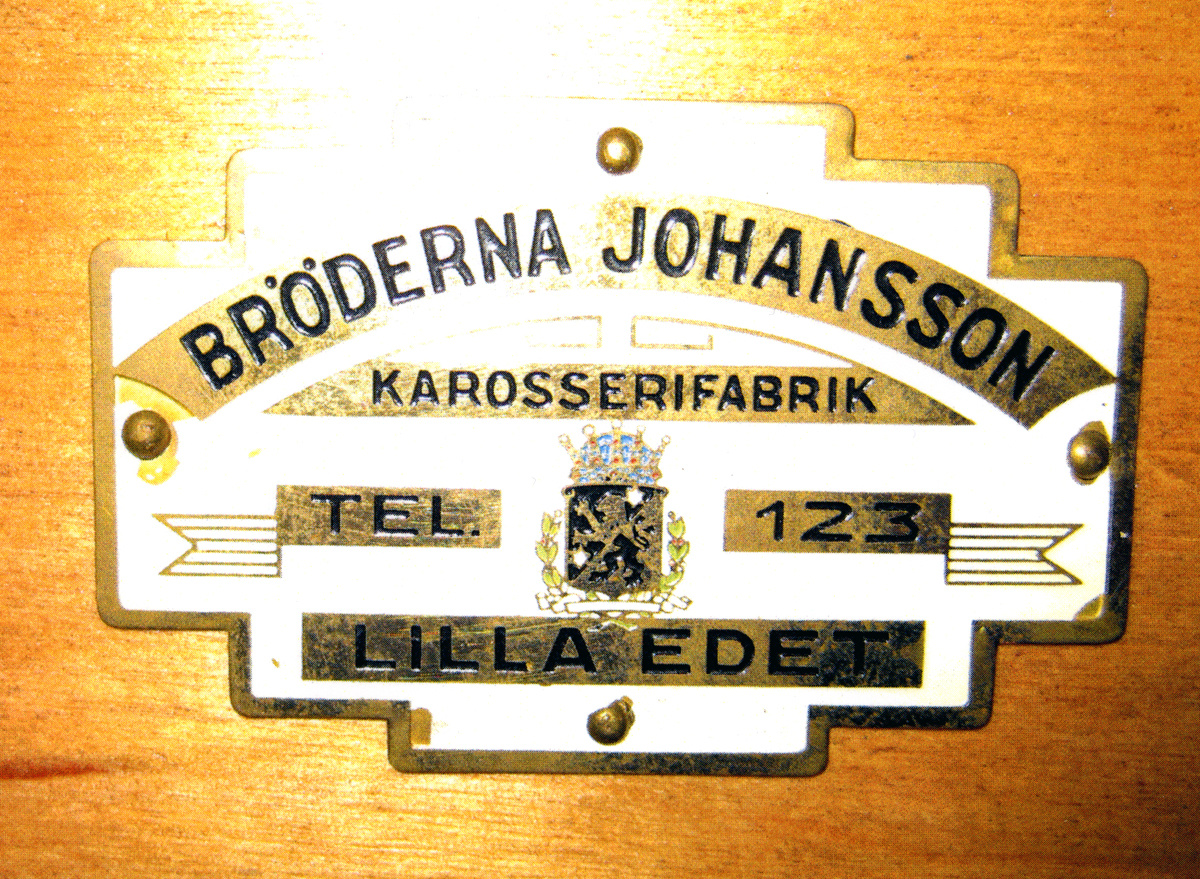 BRÖDERNA JOHANSSON
KAROSSERIFABRIK
TEL. 123
LILLA EDET